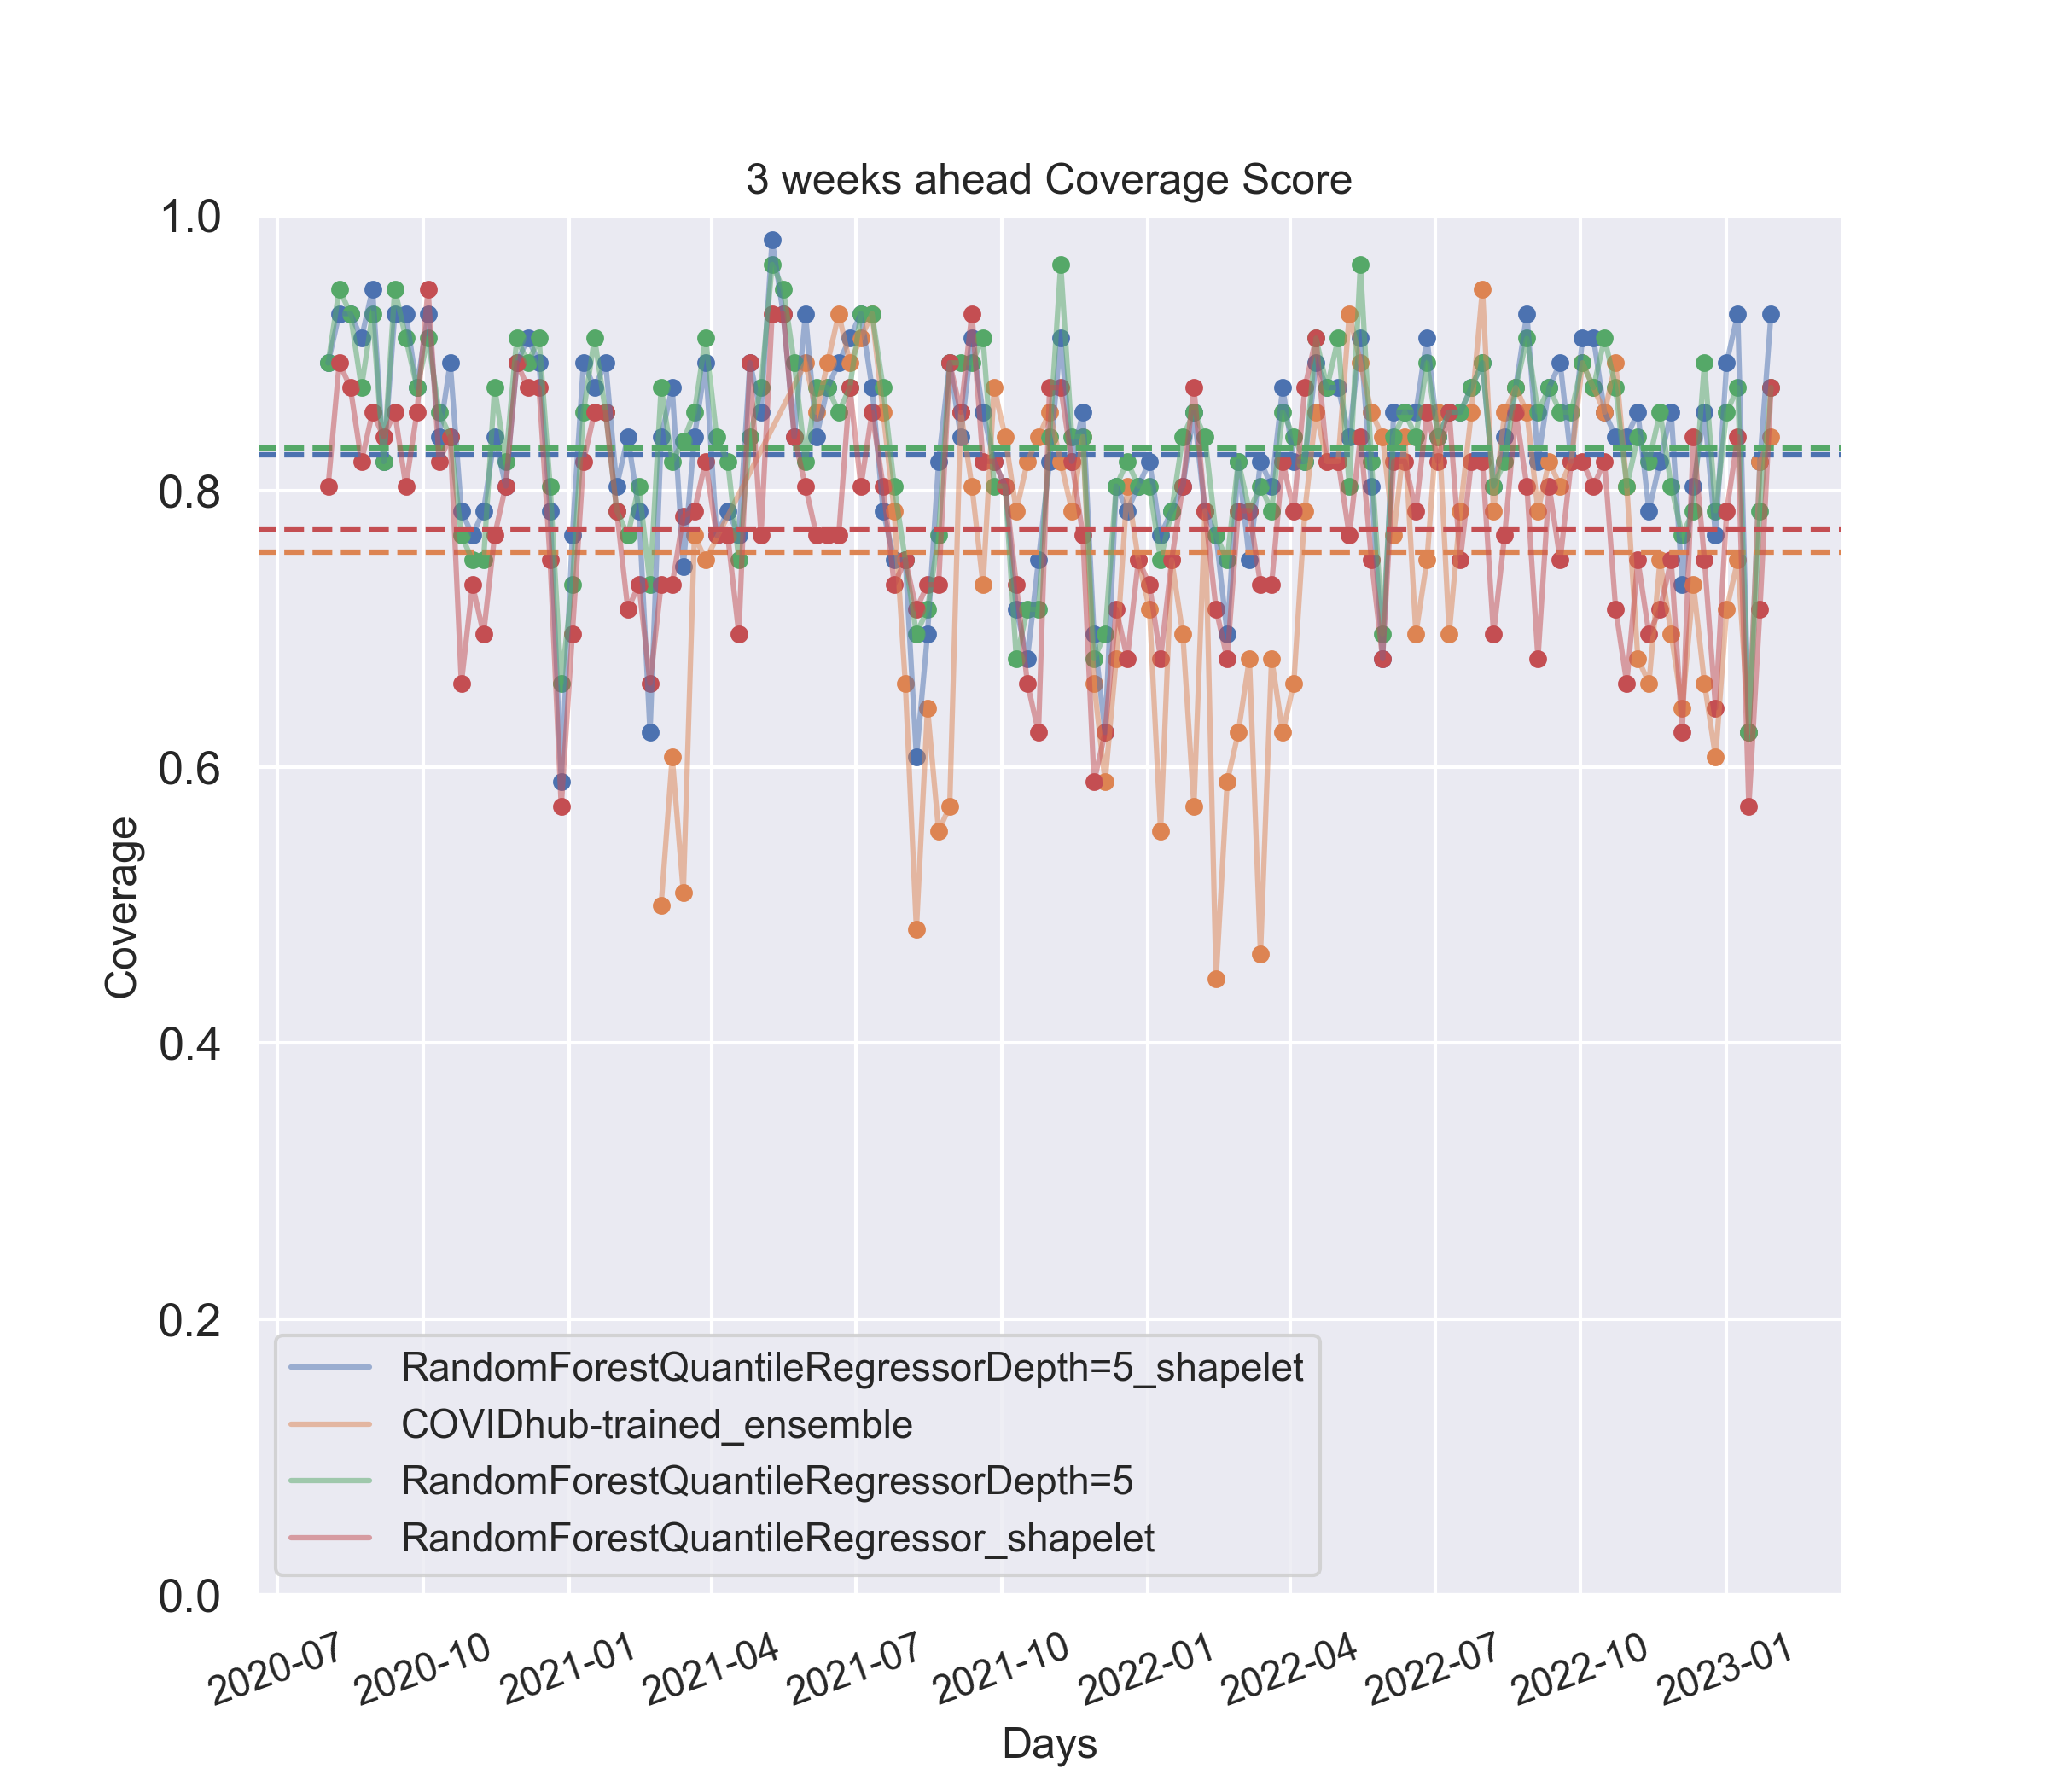 3 weeks ahead Coverage Score
1.0
0.8
0.6
0.4
0.2
0.0
Coverage
RandomForestQuantileRegressorDepth=5_shapelet
COVIDhub-trained_ensemble
RandomForestQuantileRegressorDepth=5
RandomForestQuantileRegressor_shapelet
2020-07 2020-10 2021-01 2021-04 2021-07 2021-10 2022-01 2022-04 2022-07 2022-10 2023-01
Days